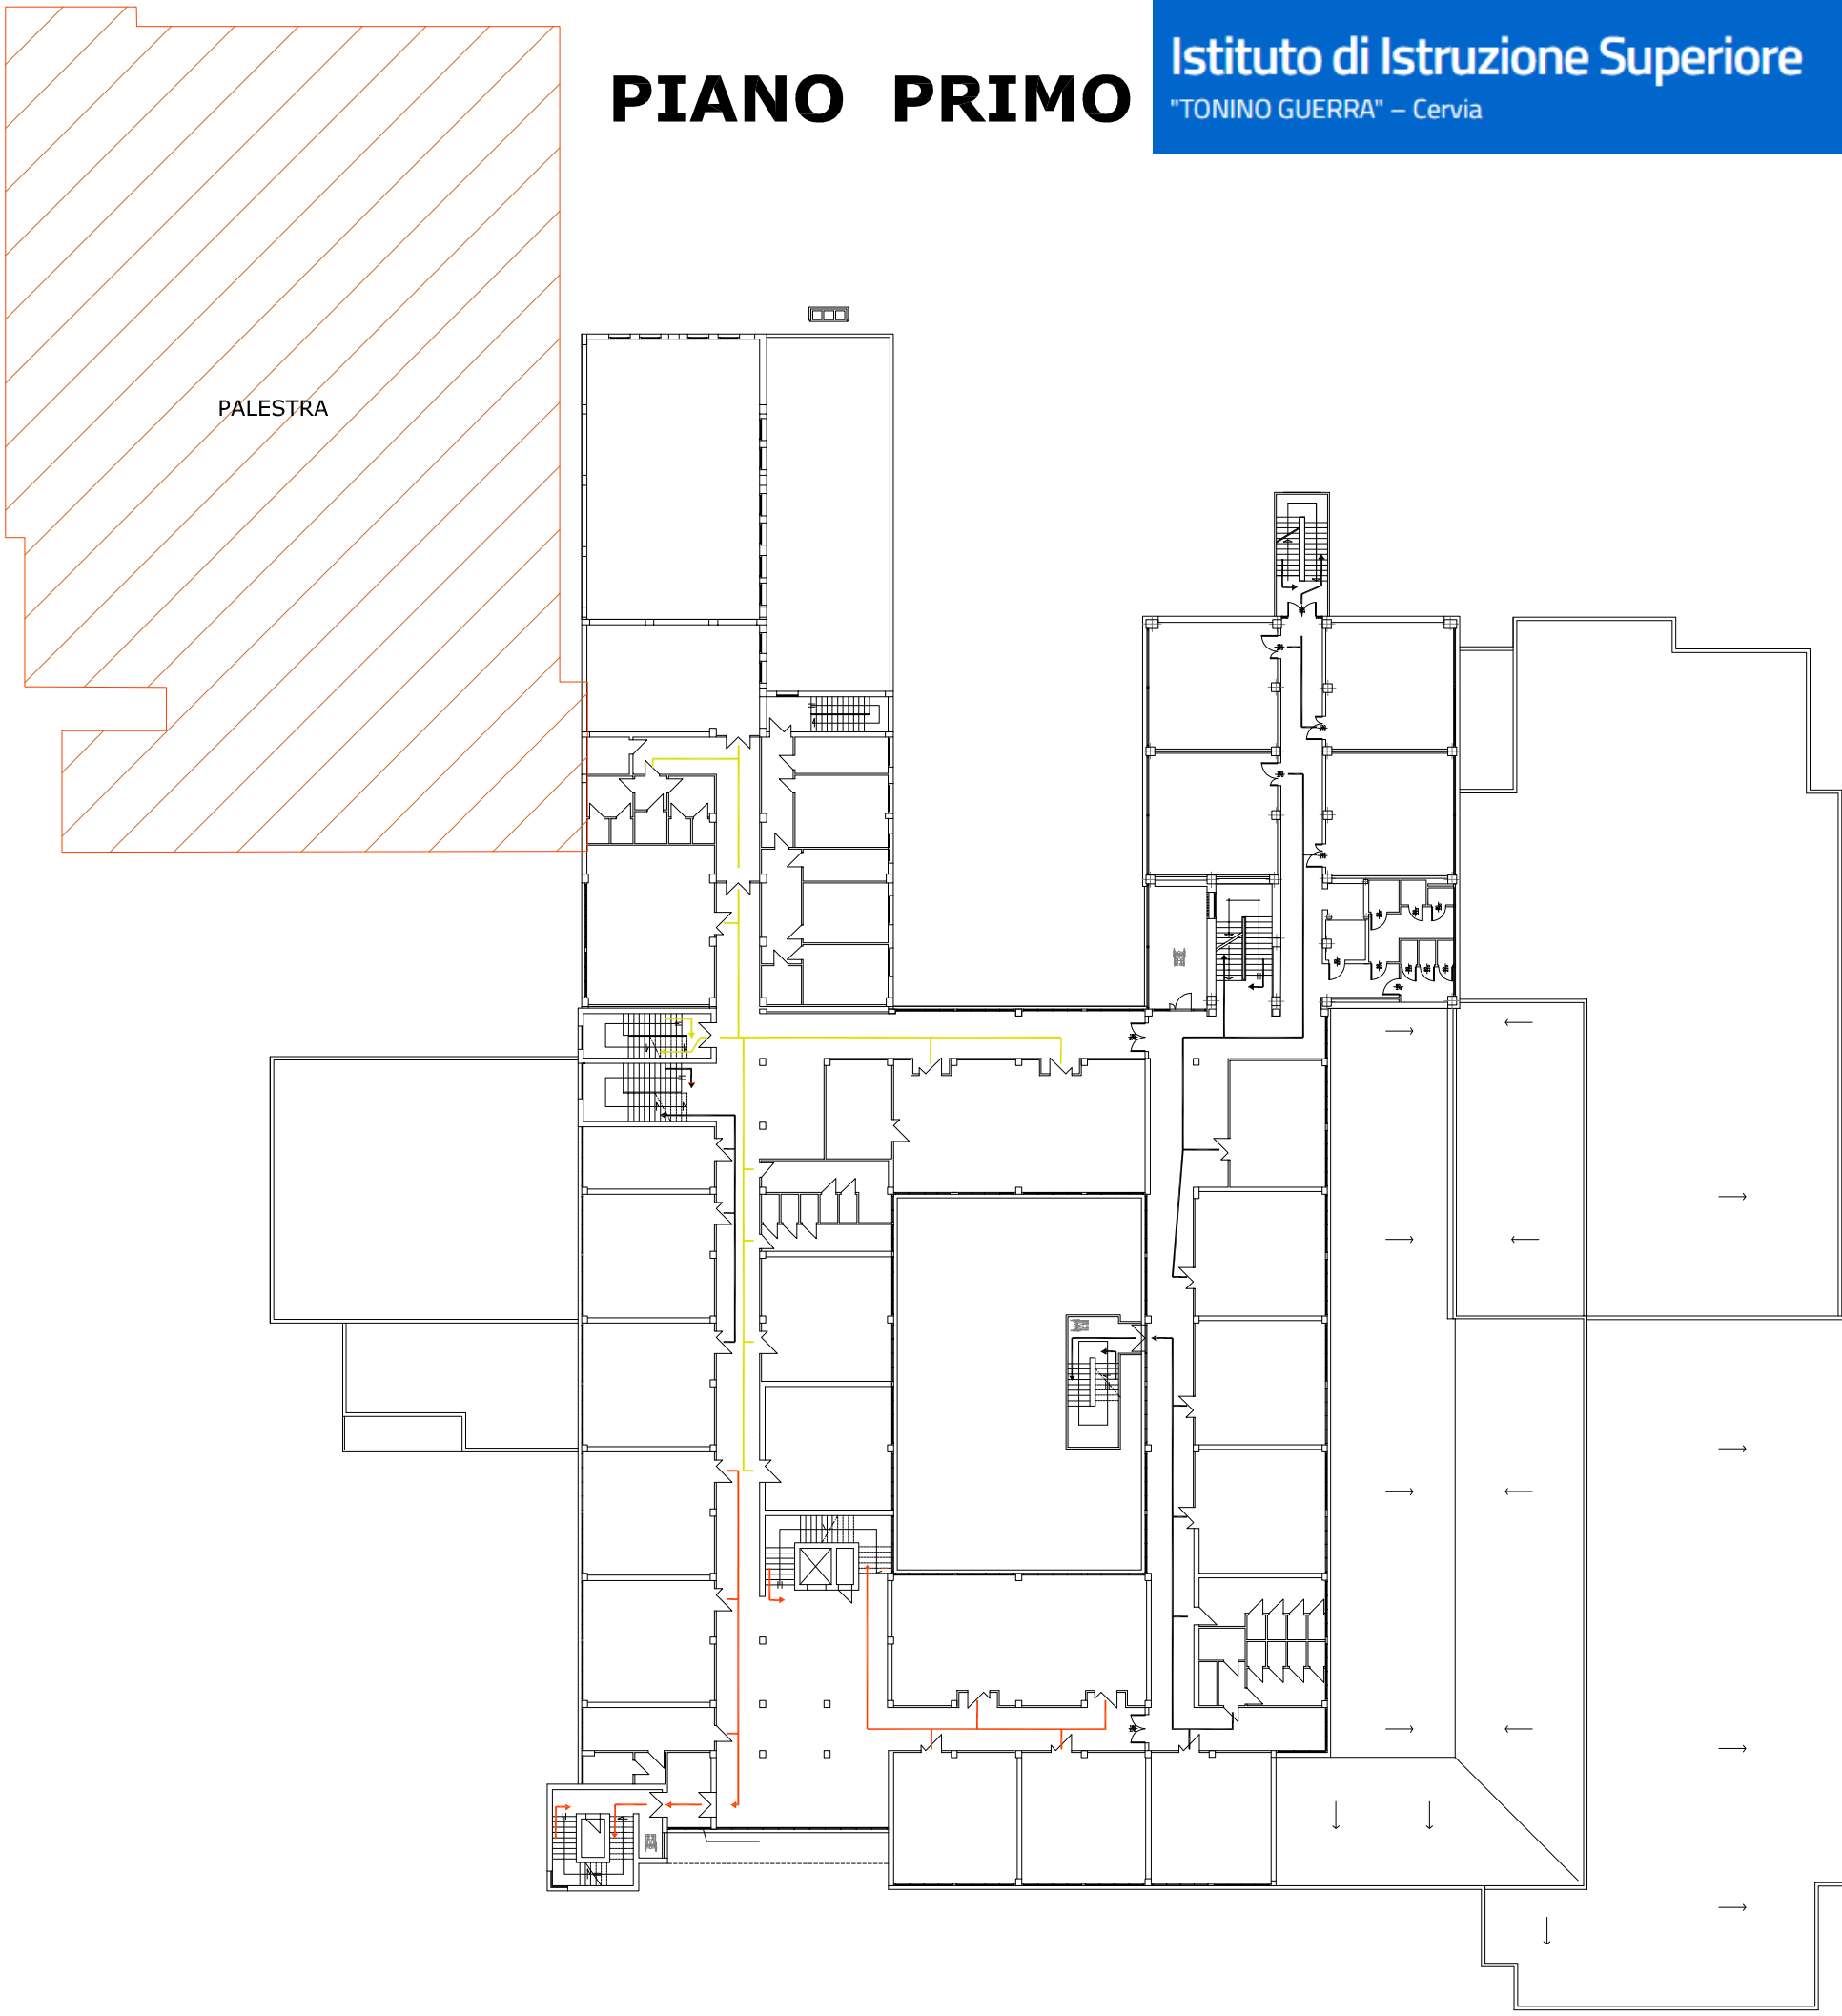 PIANO PRIMO
Istituto di Istruzione Superiore
"TONINO GUERRA" – Cervia
PALESTRA